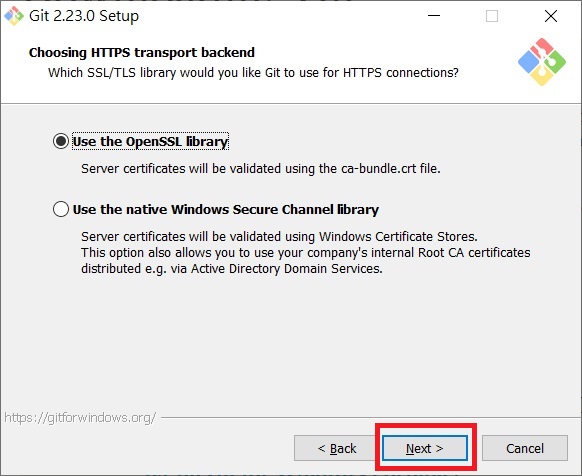 Git 2.23.0 Setup
Choosing HTTPS transport backend
Which SSL/TLS library would you like Git to use for HTTPS connections?
Use the OpenSSL library
Server certificates will be validated using the ca-bundle.crt file.
Use the native Windows Secure Channel library
Server certificates will be validated using Windows Certificate Stores.
This option also allows you to use your company's internal Root CA certificates
distributed e.g. via Active Directory Domain Services.
https://gitforwindows.org/
< Back Next > Cancel